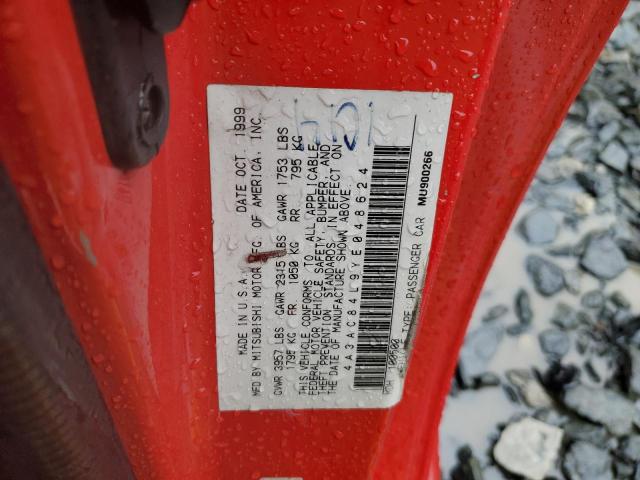 MADE IN U.S.A. DATE OCT. 1999
MFD BY MITSUBISHI MOTOR MFG. OF AMERICA, INC.
GVWR 3957 LBS GAWR 2315 LBS GAWR 1753 LBS
1795 KG FR 1050 KG RR 795 KG
THIS VEHICLE CONFORMS TO ALL APPLICABLE
FEDERAL MOTOR VEHICLE SAFETY, BUMPER, AND
THEFT PREVENTION STANDARDS, IN EFFECT ON
THE DATE OF MANUFACTURE SHOWN ABOVE.
4A3AC84L9YE048624
TYPE: PASSENGER CAR
MU900266